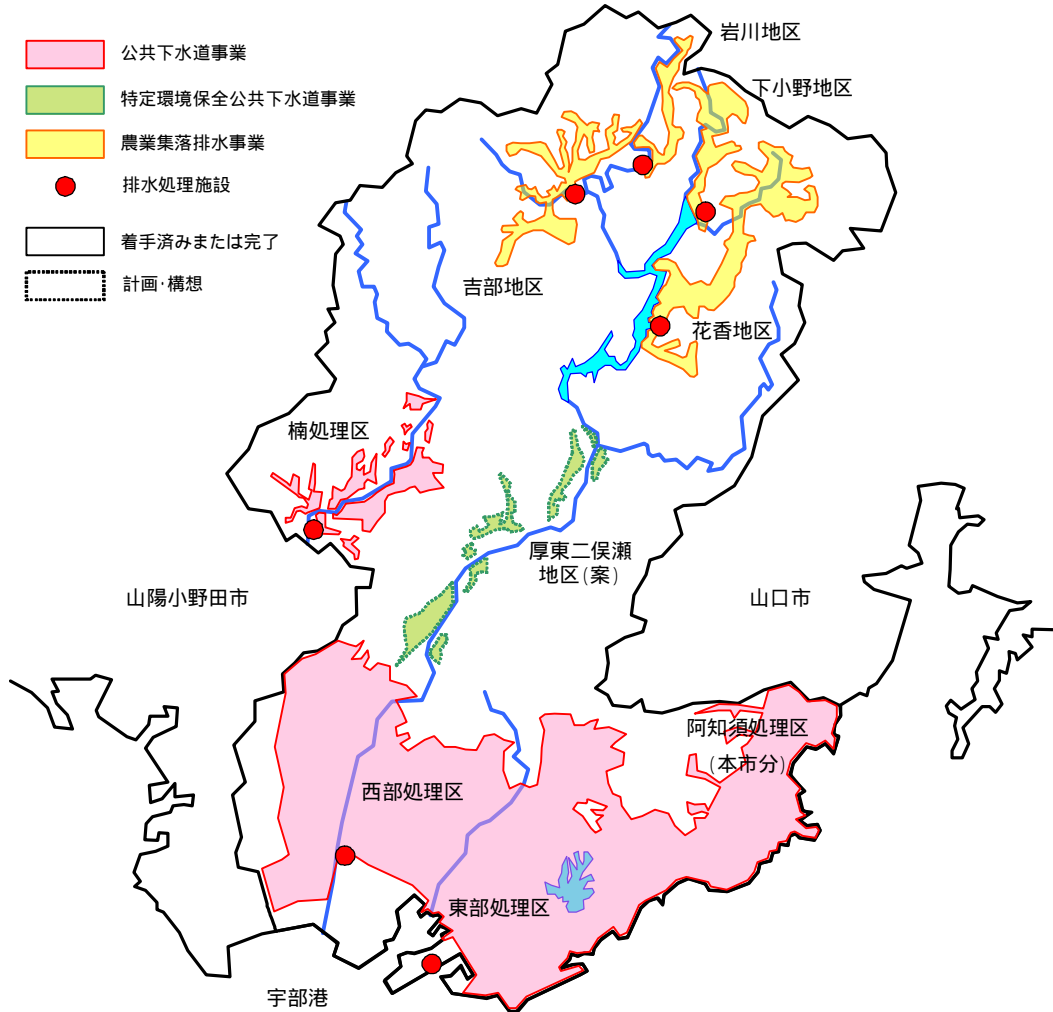 公共下水道事業
特定環境保全公共下水道事業
農業集落排水事業
排水処理施設
着手済みまたは完了
計画･構想
岩川地区
下小野地区
吉部地区
花香地区
楠処理区
厚東二俣瀬
地区(案)
山陽小野田市
山口市
阿知須処理区
(本市分)
西部処理区
東部処理区
宇部港